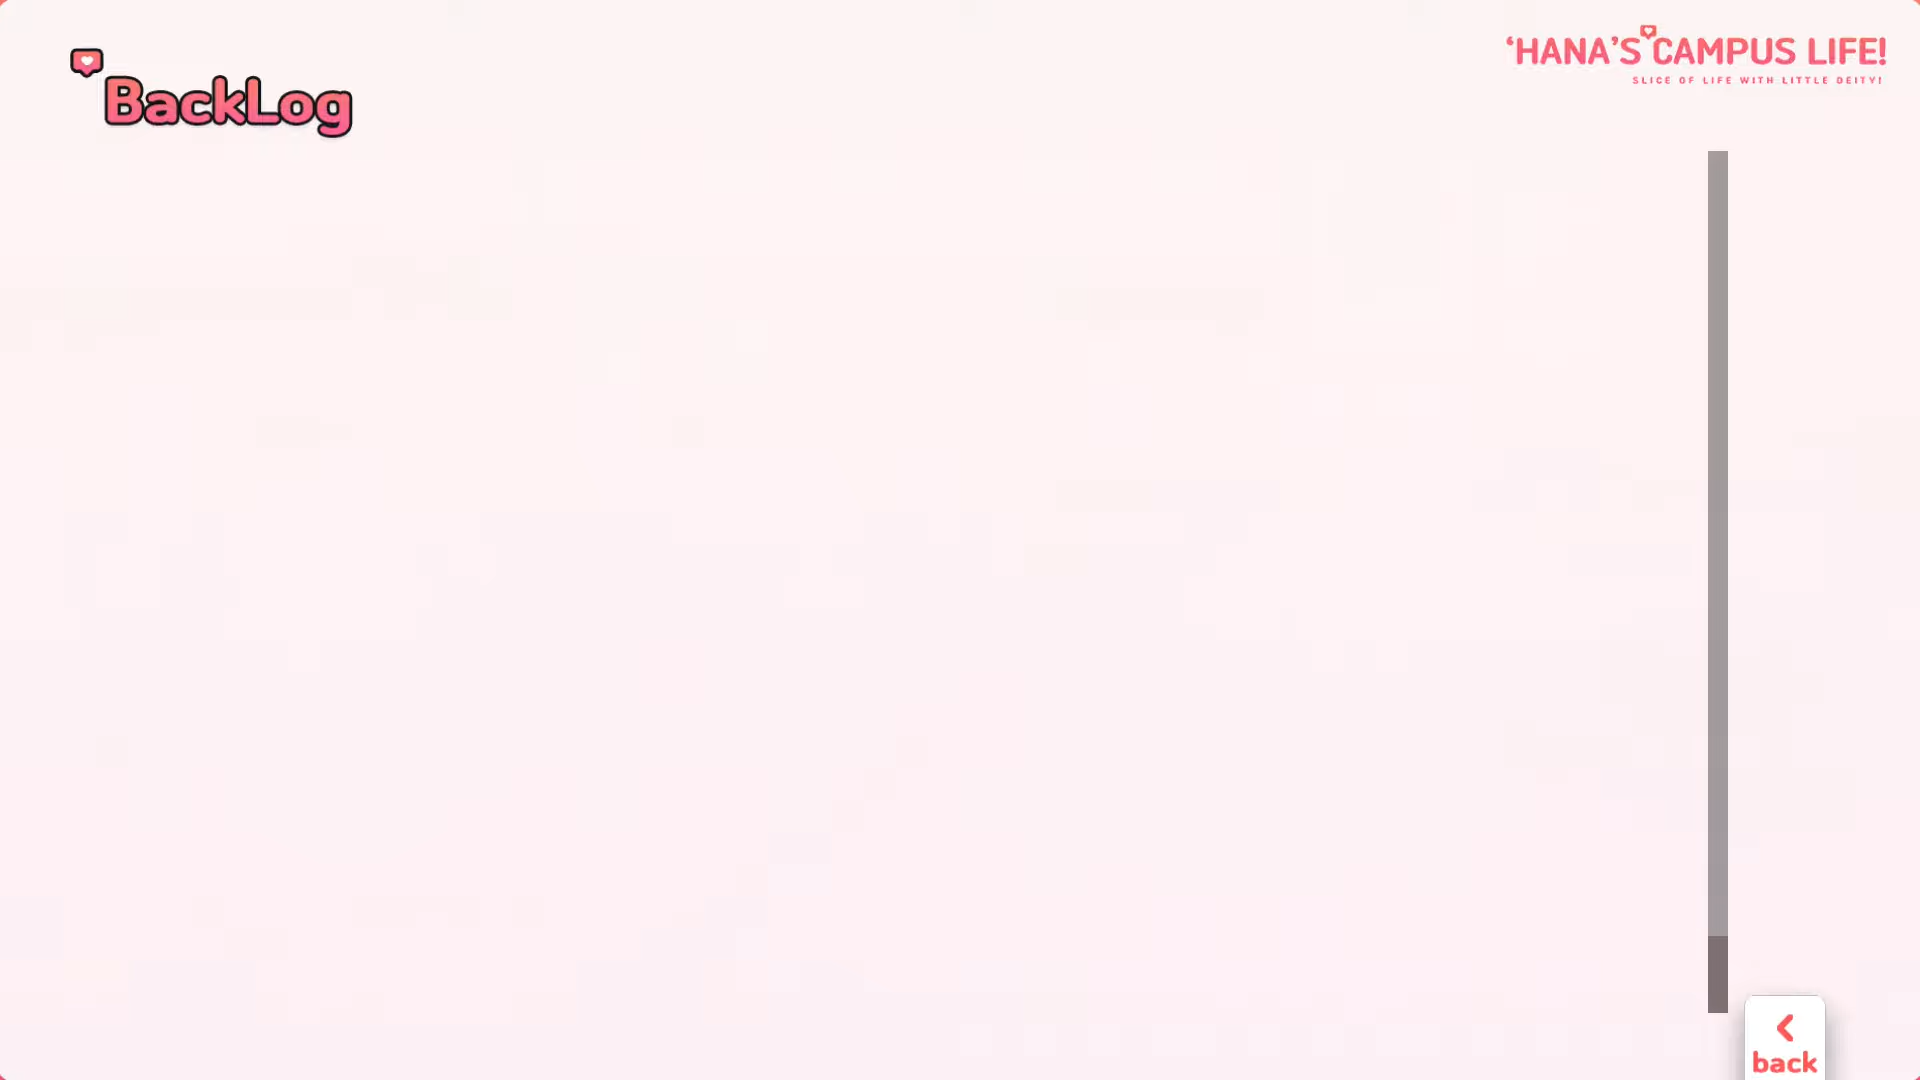 BackLog
‘HANA’S CAMPUS LIFE!
SLICE OF LIFE WITH LITTLE DEITY!
back